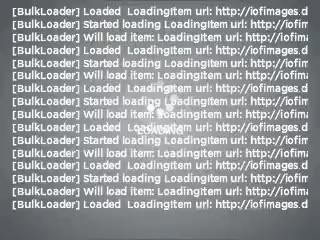 [BulkLoader] Loaded  LoadingItem url: http://iofimages.d
[BulkLoader] Started loading LoadingItem url: http://iofim
[BulkLoader] Will load item: LoadingItem url: http://iofima
[BulkLoader] Loaded  LoadingItem url: http://iofimages.d
[BulkLoader] Started loading LoadingItem url: http://iofim
[BulkLoader] Will load item: LoadingItem url: http://iofima
[BulkLoader] Loaded  LoadingItem url: http://iofimages.d
[BulkLoader] Started loading LoadingItem url: http://iofim
[BulkLoader] Will load item: LoadingItem url: http://iofima
[BulkLoader] Loaded  LoadingItem url: http://iofimages.d
LOADING
[BulkLoader] Started loading LoadingItem url: http://iofim
[BulkLoader] Will load item: LoadingItem url: http://iofima
[BulkLoader] Loaded  LoadingItem url: http://iofimages.d
[BulkLoader] Started loading LoadingItem url: http://iofim
[BulkLoader] Will load item: LoadingItem url: http://iofima
[BulkLoader] Loaded  LoadingItem url: http://iofimages.d